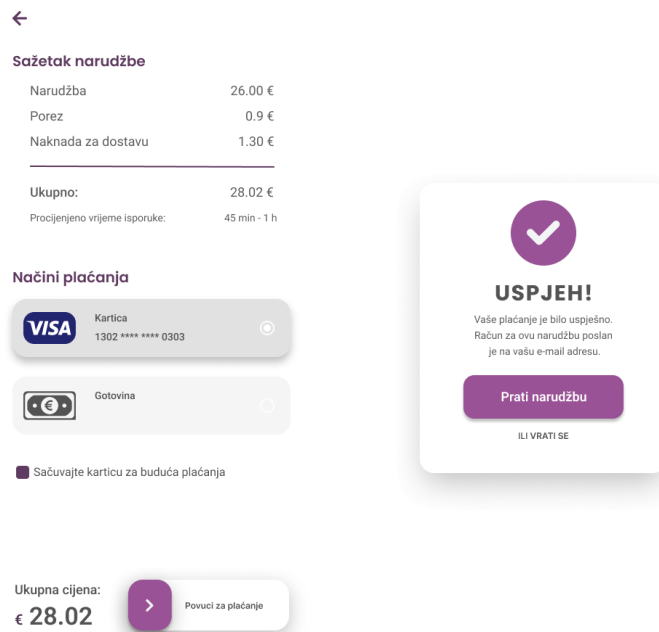 Sažetak narudžbe
Narudžba 26.00 €
Porez 0.9 €
Naknada za dostavu 1.30 €
Ukupno: 28.02 €
Procijenjeno vrijeme isporuke: 45 min - 1 h
Načini plaćanja
VISA
Kartica
1302 **** **** 0303
€
Gotovina
Sačuvajte karticu za buduća plaćanja
Ukupna cijena:
€ 28.02
Povuci za plaćanje
USPJEH!
Vaše plaćanje je bilo uspješno.
Račun za ovu narudžbu poslan
je na vašu e-mail adresu.
Prati narudžbu
ILI VRATI SE